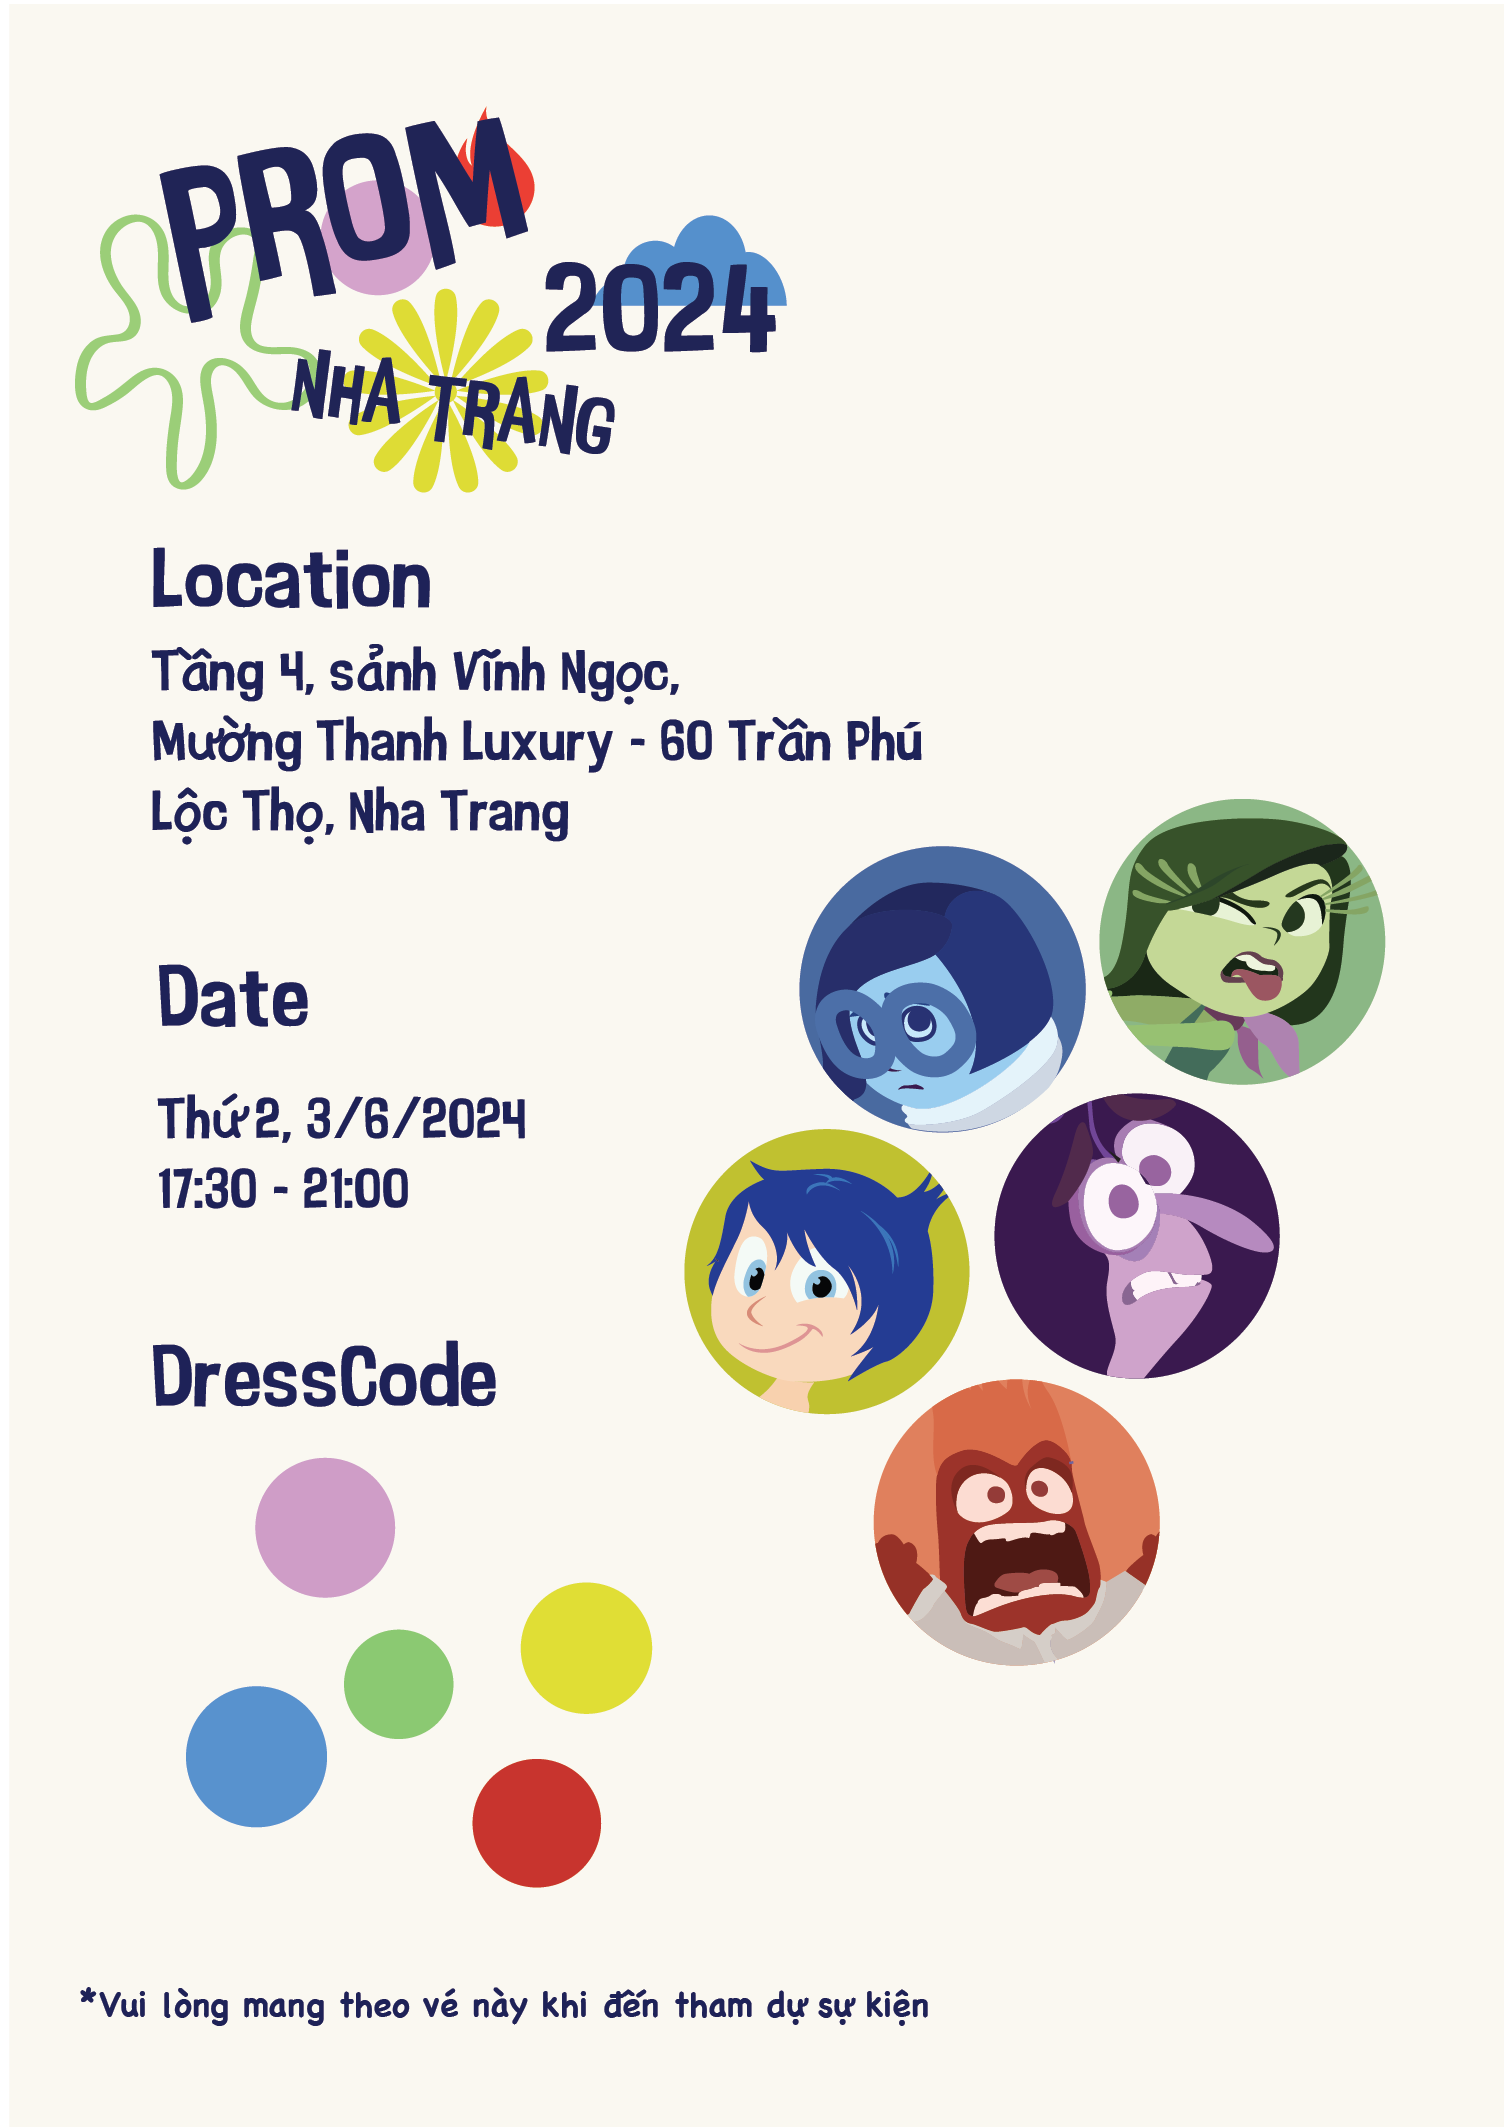 PROM
2024
NHA TRANG
Location
Tầng 4, sảnh Vĩnh Ngọc,
Mường Thanh Luxury - 60 Trần Phú
Lộc Thọ, Nha Trang
Date
Thứ 2, 3/6/2024
17:30 - 21:00
DressCode
*Vui lòng mang theo vé này khi đến tham dự sự kiện